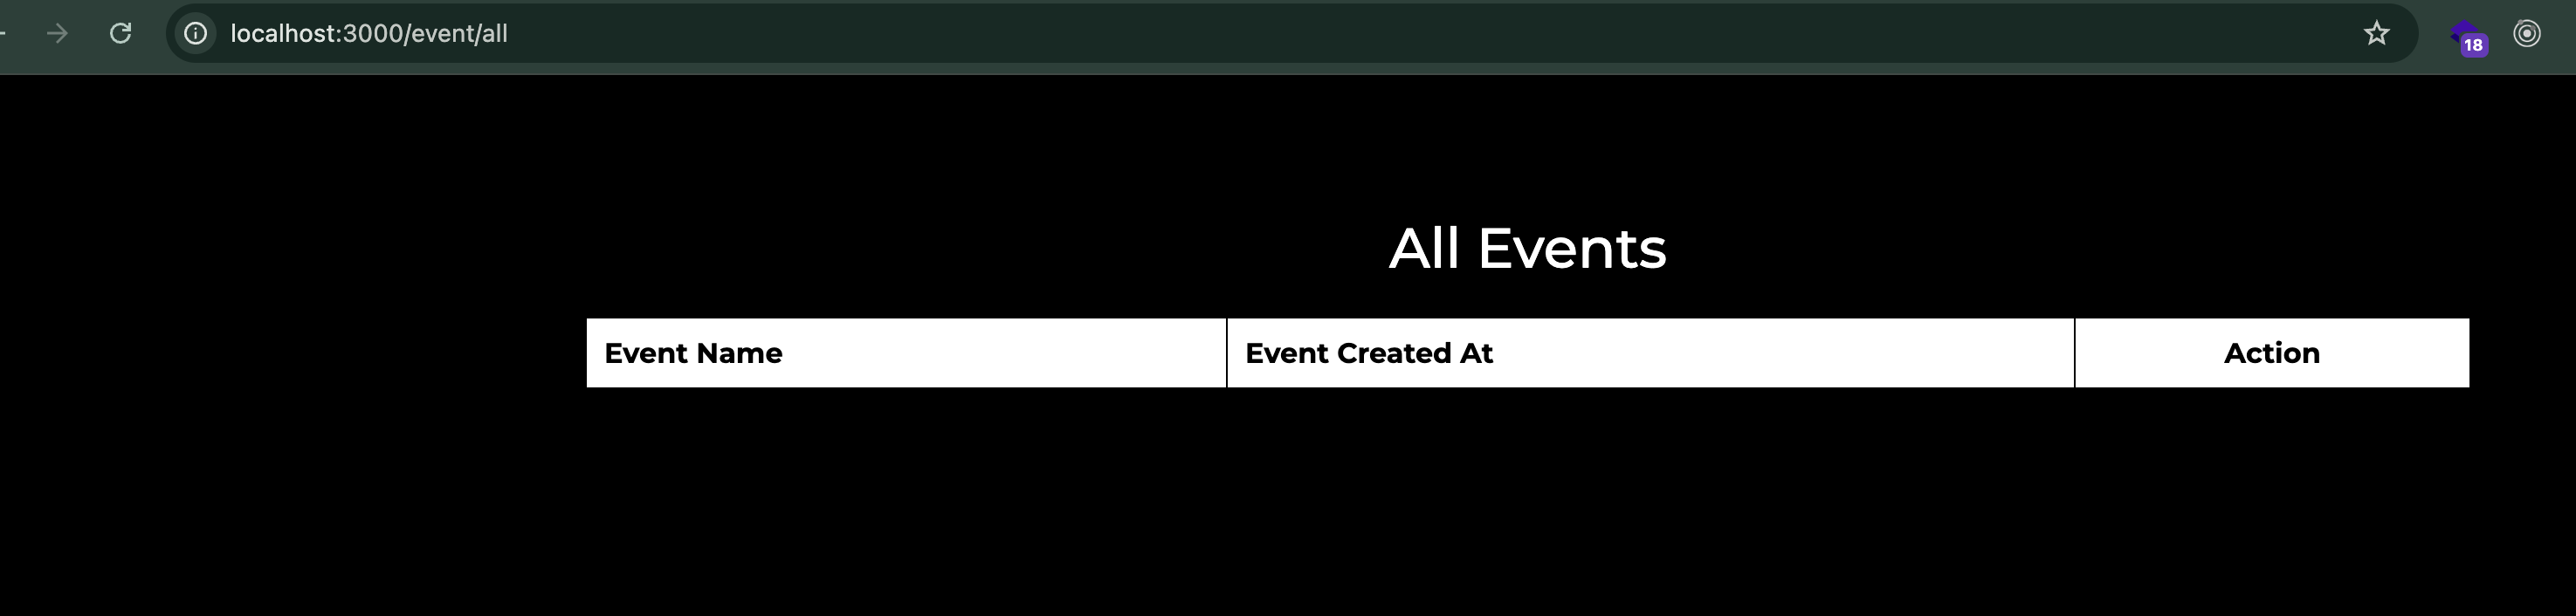 localhost:3000/event/all
18
All Events
Event Name Event Created At Action